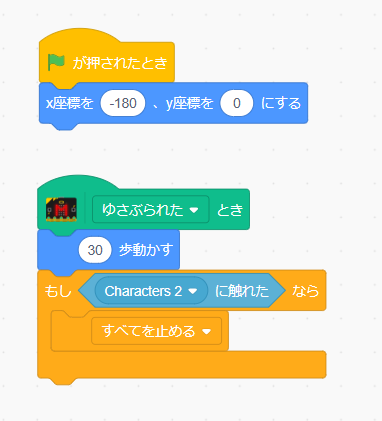 が押されたとき
x座標を -180 、y座標を 0 にする
ゆさぶられた とき
30 歩動かす
もし Characters 2 に触れた なら
すべてを止める